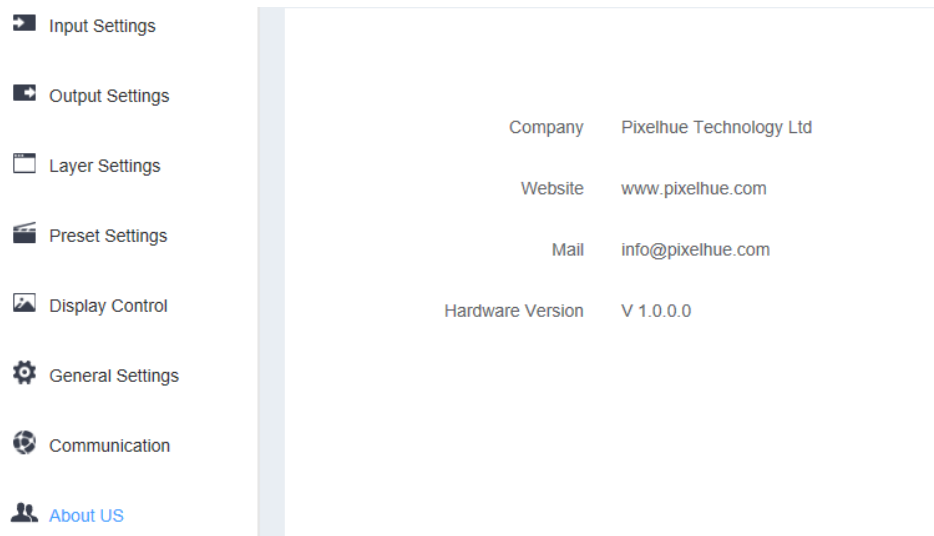 Input Settings
Output Settings
Layer Settings
Preset Settings
Display Control
General Settings
Communication
About US
Company Pixelhue Technology Ltd
Website www.pixelhue.com
Mail info@pixelhue.com
Hardware Version V 1.0.0.0